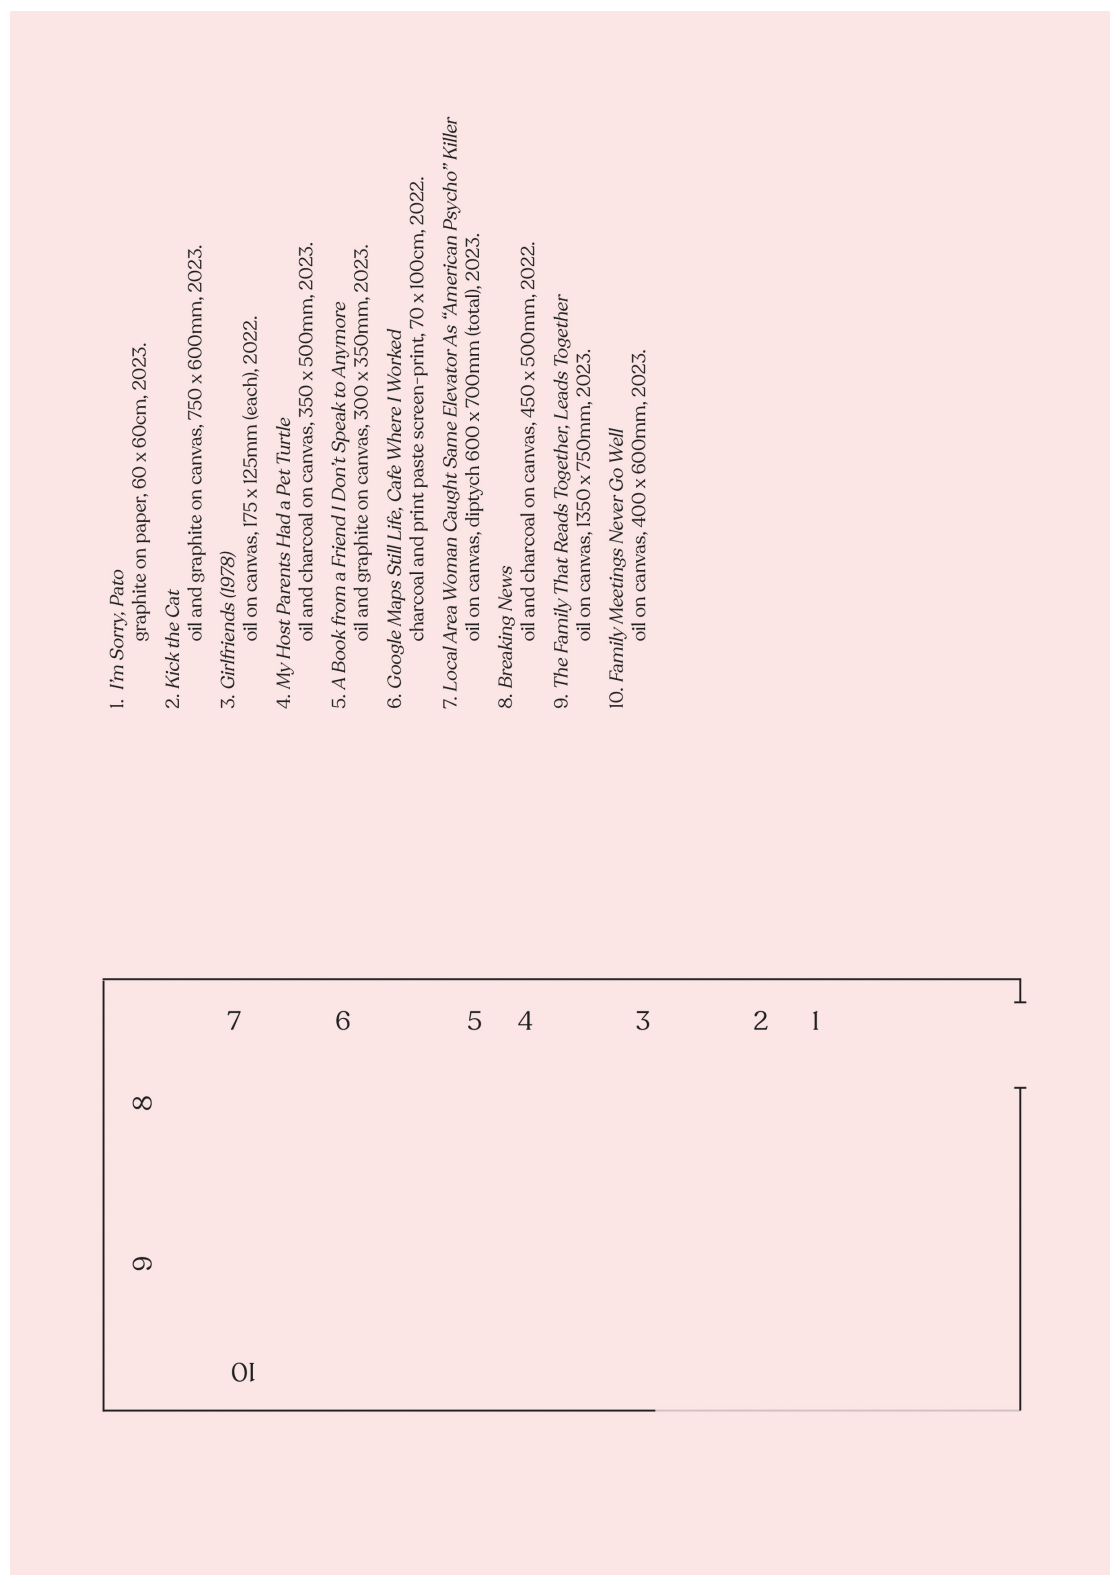 1. I’m Sorry, Pato
graphite on paper, 60 x 60cm, 2023.
2. Kick the Cat
oil and graphite on canvas, 750 x 600mm, 2023.
3. Girlfriends (1978)
oil on canvas, 175 x 125mm (each), 2022.
4. My Host Parents Had a Pet Turtle
oil and charcoal on canvas, 350 x 500mm, 2023.
5. A Book from a Friend I Don’t Speak to Anymore
oil and graphite on canvas, 300 x 350mm, 2023.
6. Google Maps Still Life, Cafe Where I Worked
charcoal and print paste screen-print, 70 x 100cm, 2022.
7. Local Area Woman Caught Same Elevator As “American Psycho” Killer
oil on canvas, diptych 600 x 700mm (total), 2023.
8. Breaking News
oil and charcoal on canvas, 450 x 500mm, 2022.
9. The Family That Reads Together, Leads Together
oil on canvas, 1350 x 750mm, 2023.
10. Family Meetings Never Go Well
oil on canvas, 400 x 600mm, 2023.
7 6 5 4 3 2 1
8
9
10